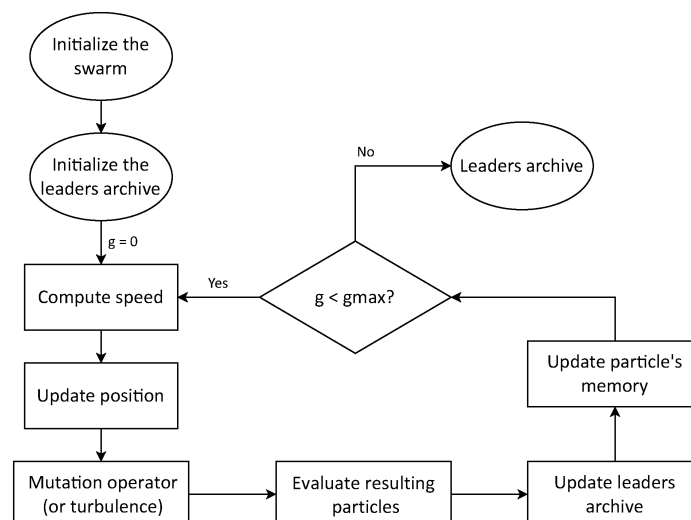 Initialize the
swarm
Initialize the
leaders archive
g = 0
Compute speed
Update position
Mutation operator
(or turbulence)
Evaluate resulting
particles
Update leaders
archive
Update particle's
memory
g < gmax?
Yes
No
Leaders archive